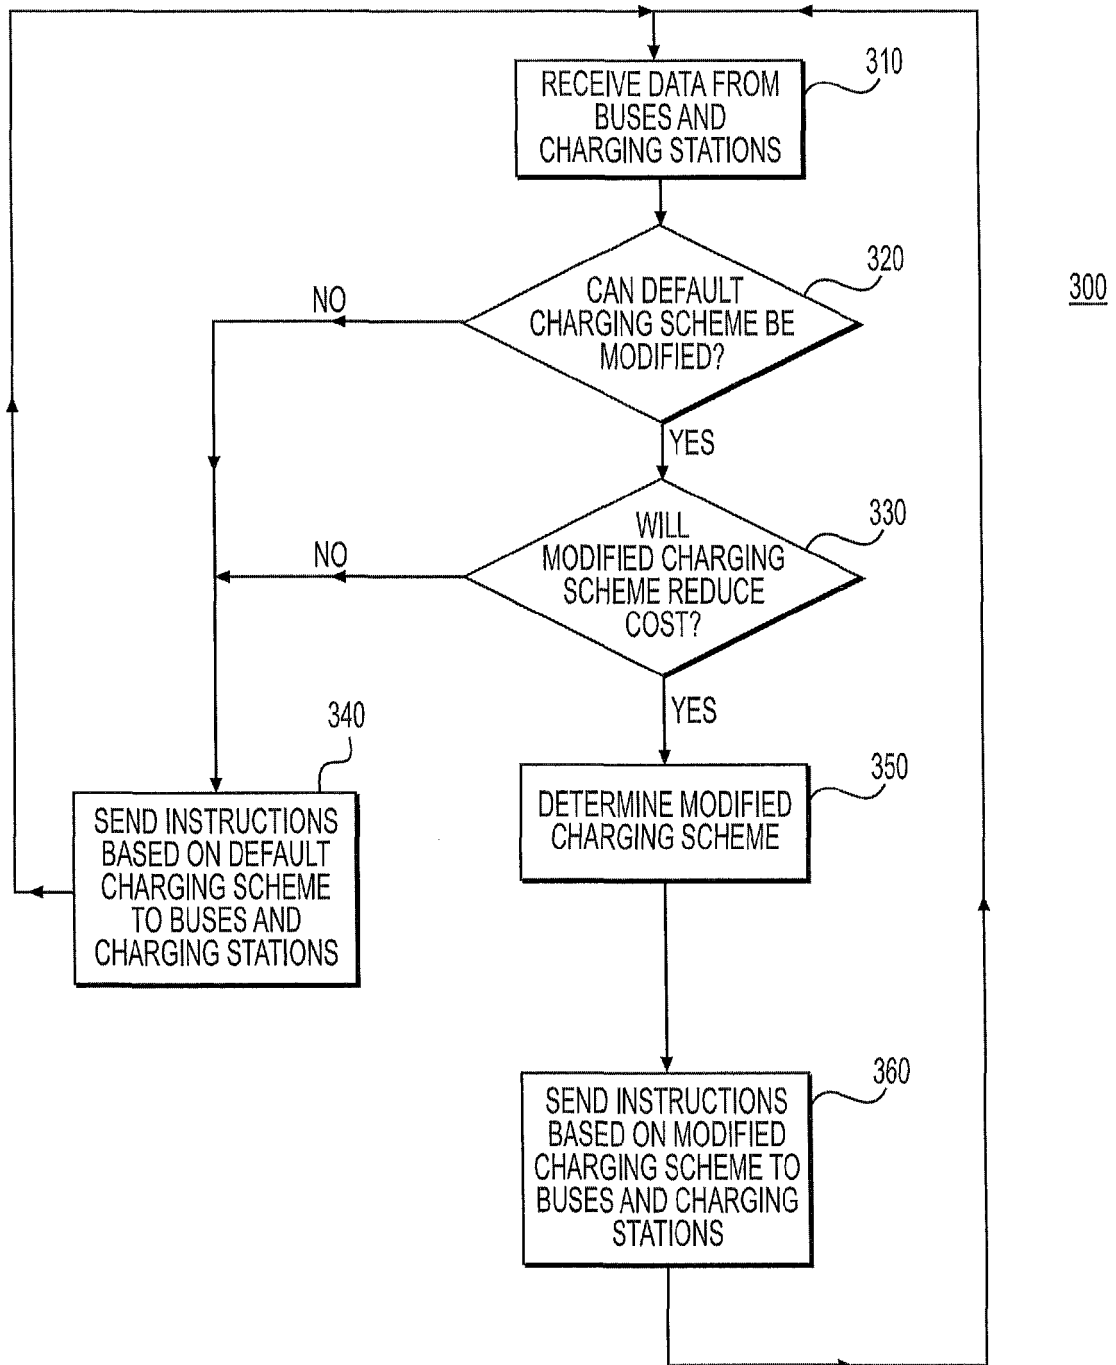 310
RECEIVE DATA FROM
BUSES AND
CHARGING STATIONS
320
CAN DEFAULT
CHARGING SCHEME BE
MODIFIED?
300
NO
YES
330
WILL
MODIFIED CHARGING
SCHEME REDUCE
COST?
NO
YES
340
SEND INSTRUCTIONS
BASED ON DEFAULT
CHARGING SCHEME
TO BUSES AND
CHARGING STATIONS
350
DETERMINE MODIFIED
CHARGING SCHEME
360
SEND INSTRUCTIONS
BASED ON MODIFIED
CHARGING SCHEME TO
BUSES AND CHARGING
STATIONS